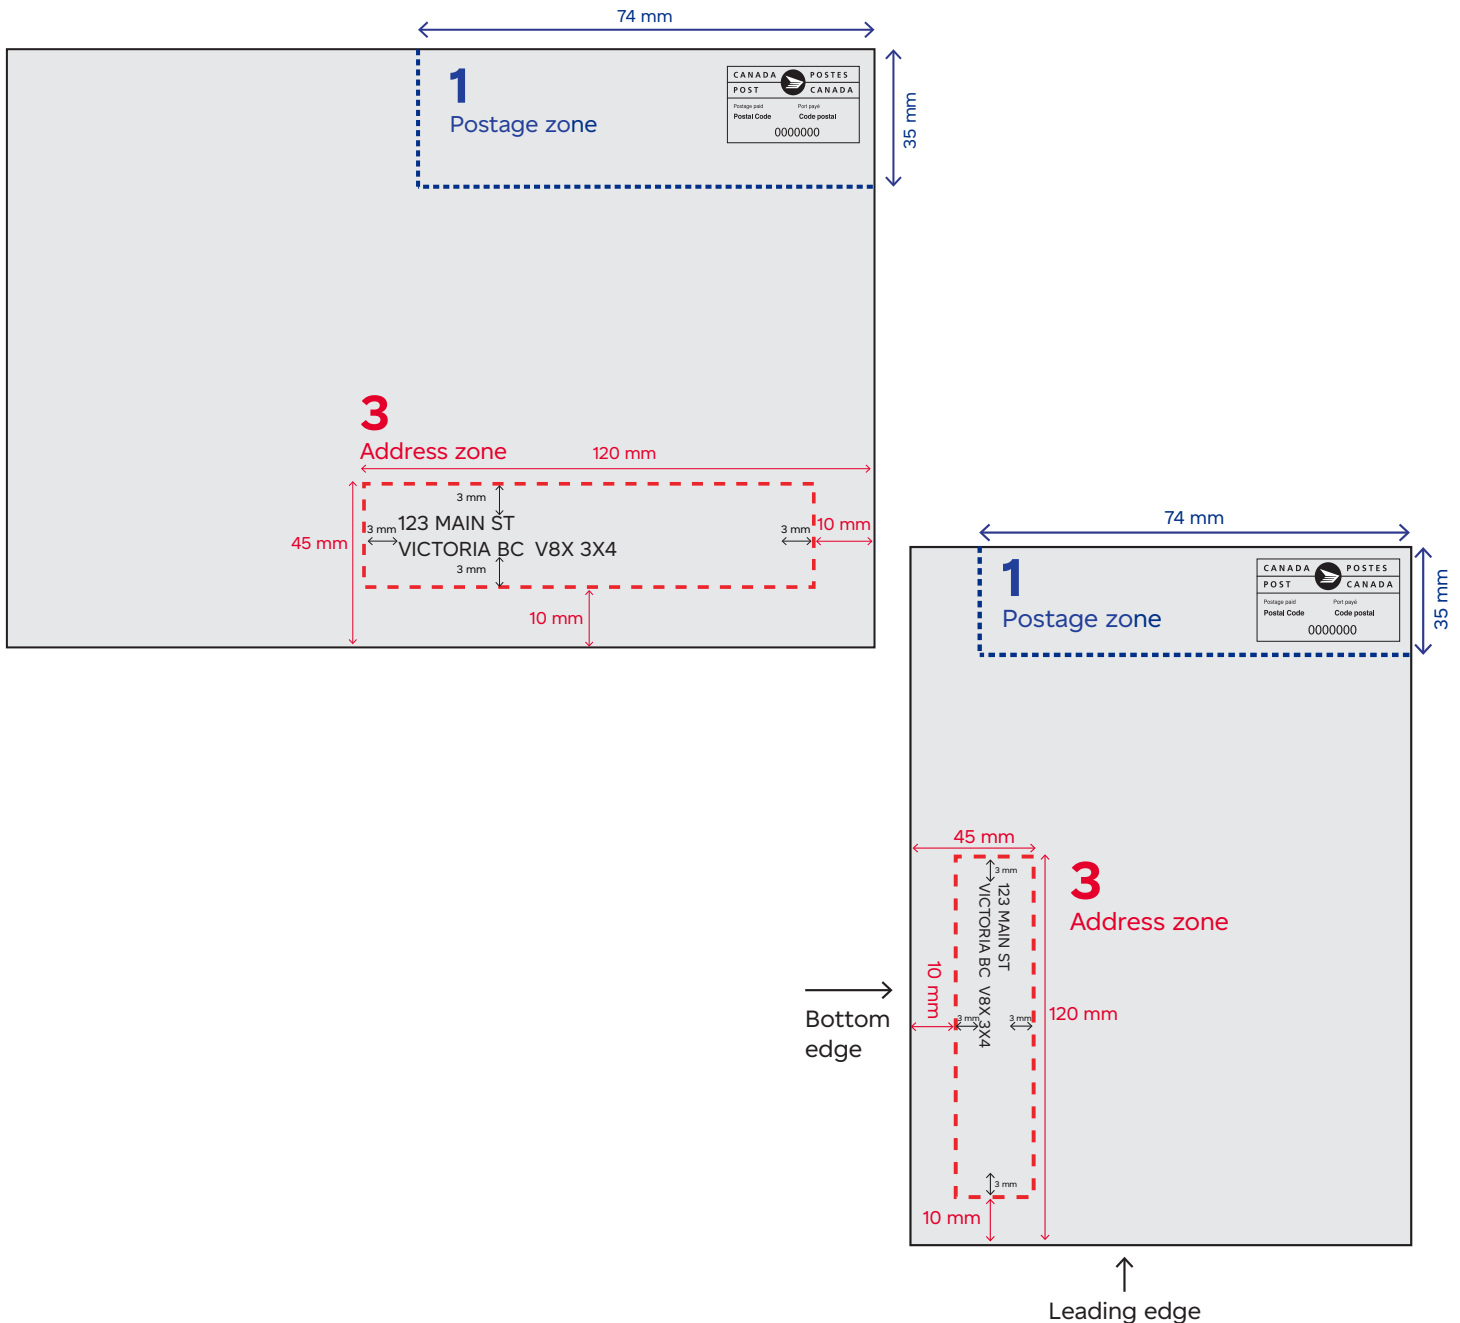 74 mm
1
Postage zone
CANADA POSTES
POST CANADA
Postage paid Port payé
Postal Code Code postal
0000000
35 mm
3
Address zone
120 mm
3 mm
123 MAIN ST
3 mm
3 mm
10 mm
45 mm
VICTORIA BC V8X 3X4
3 mm
10 mm
74 mm
1
Postage zone
CANADA POSTES
POST CANADA
Postage paid Port payé
Postal Code Code postal
0000000
35 mm
45 mm
3 mm
3
Address zone
123 MAIN ST
VICTORIA BC V8X 3X4
10 mm
3 mm
3 mm
120 mm
Bottom
edge
3 mm
10 mm
Leading edge